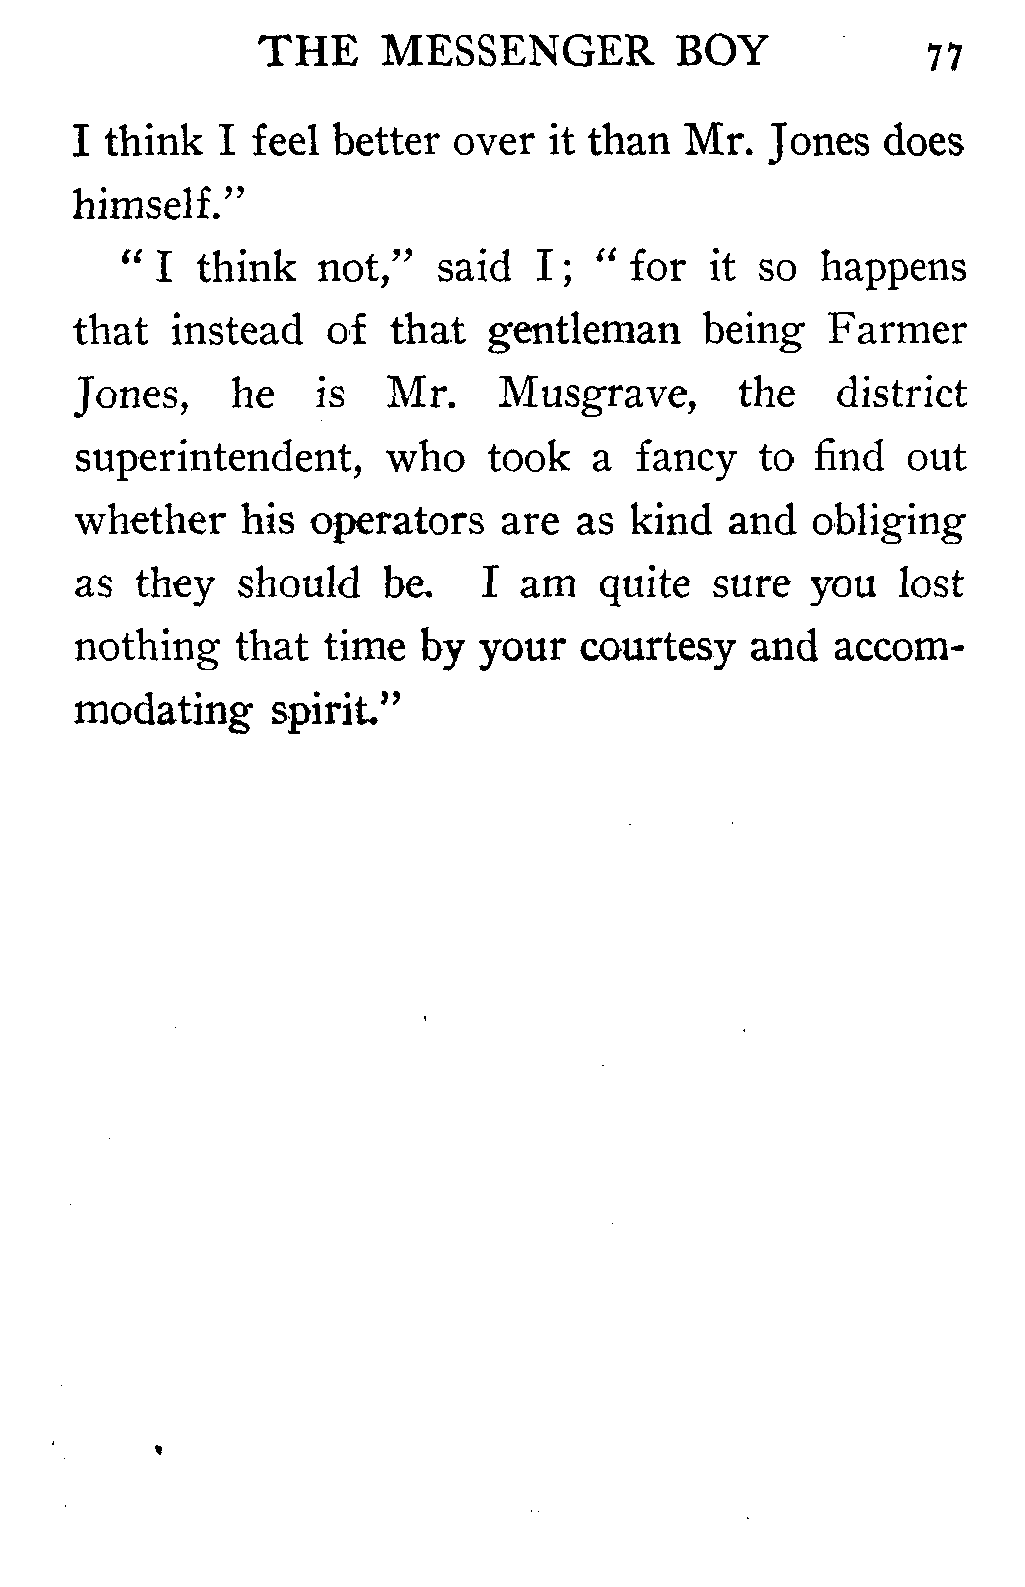 THE MESSENGER BOY 77
I think I feel better over it than Mr. Jones does
himself.”
“ I think not,” said I ; “ for it so happens
that instead of that gentleman being Farmer
Jones, he is Mr. Musgrave, the district
superintendent, who took a fancy to find out
whether his operators are as kind and obliging
as they should be. I am quite sure you lost
nothing that time by your courtesy and accom-
modating spirit.”